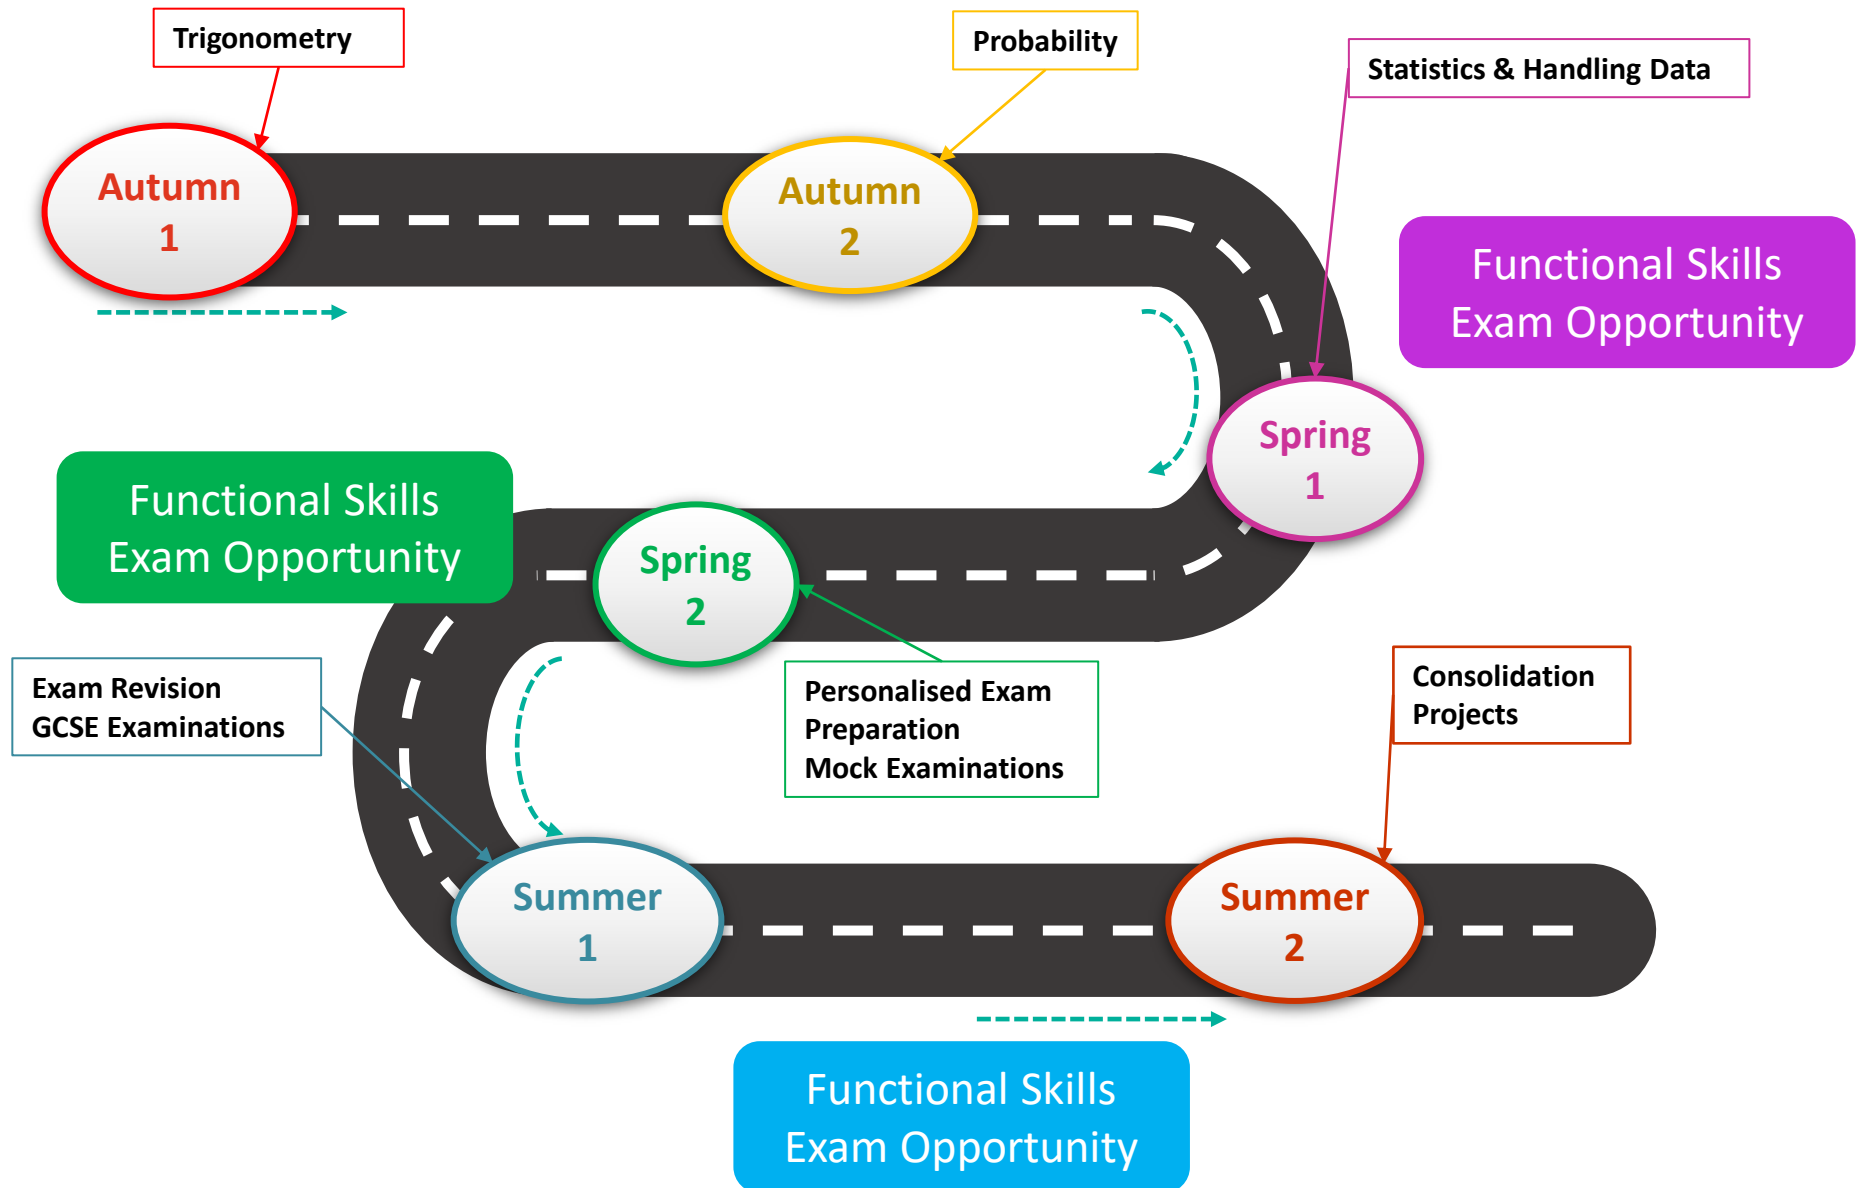 Trigonometry
Probability
Statistics & Handling Data
Autumn
1
Autumn
2
Functional Skills
Exam Opportunity
Spring
1
Functional Skills
Exam Opportunity
Spring
2
Exam Revision
GCSE Examinations
Personalised Exam
Preparation
Mock Examinations
Consolidation
Projects
Summer
1
Summer
2
Functional Skills
Exam Opportunity